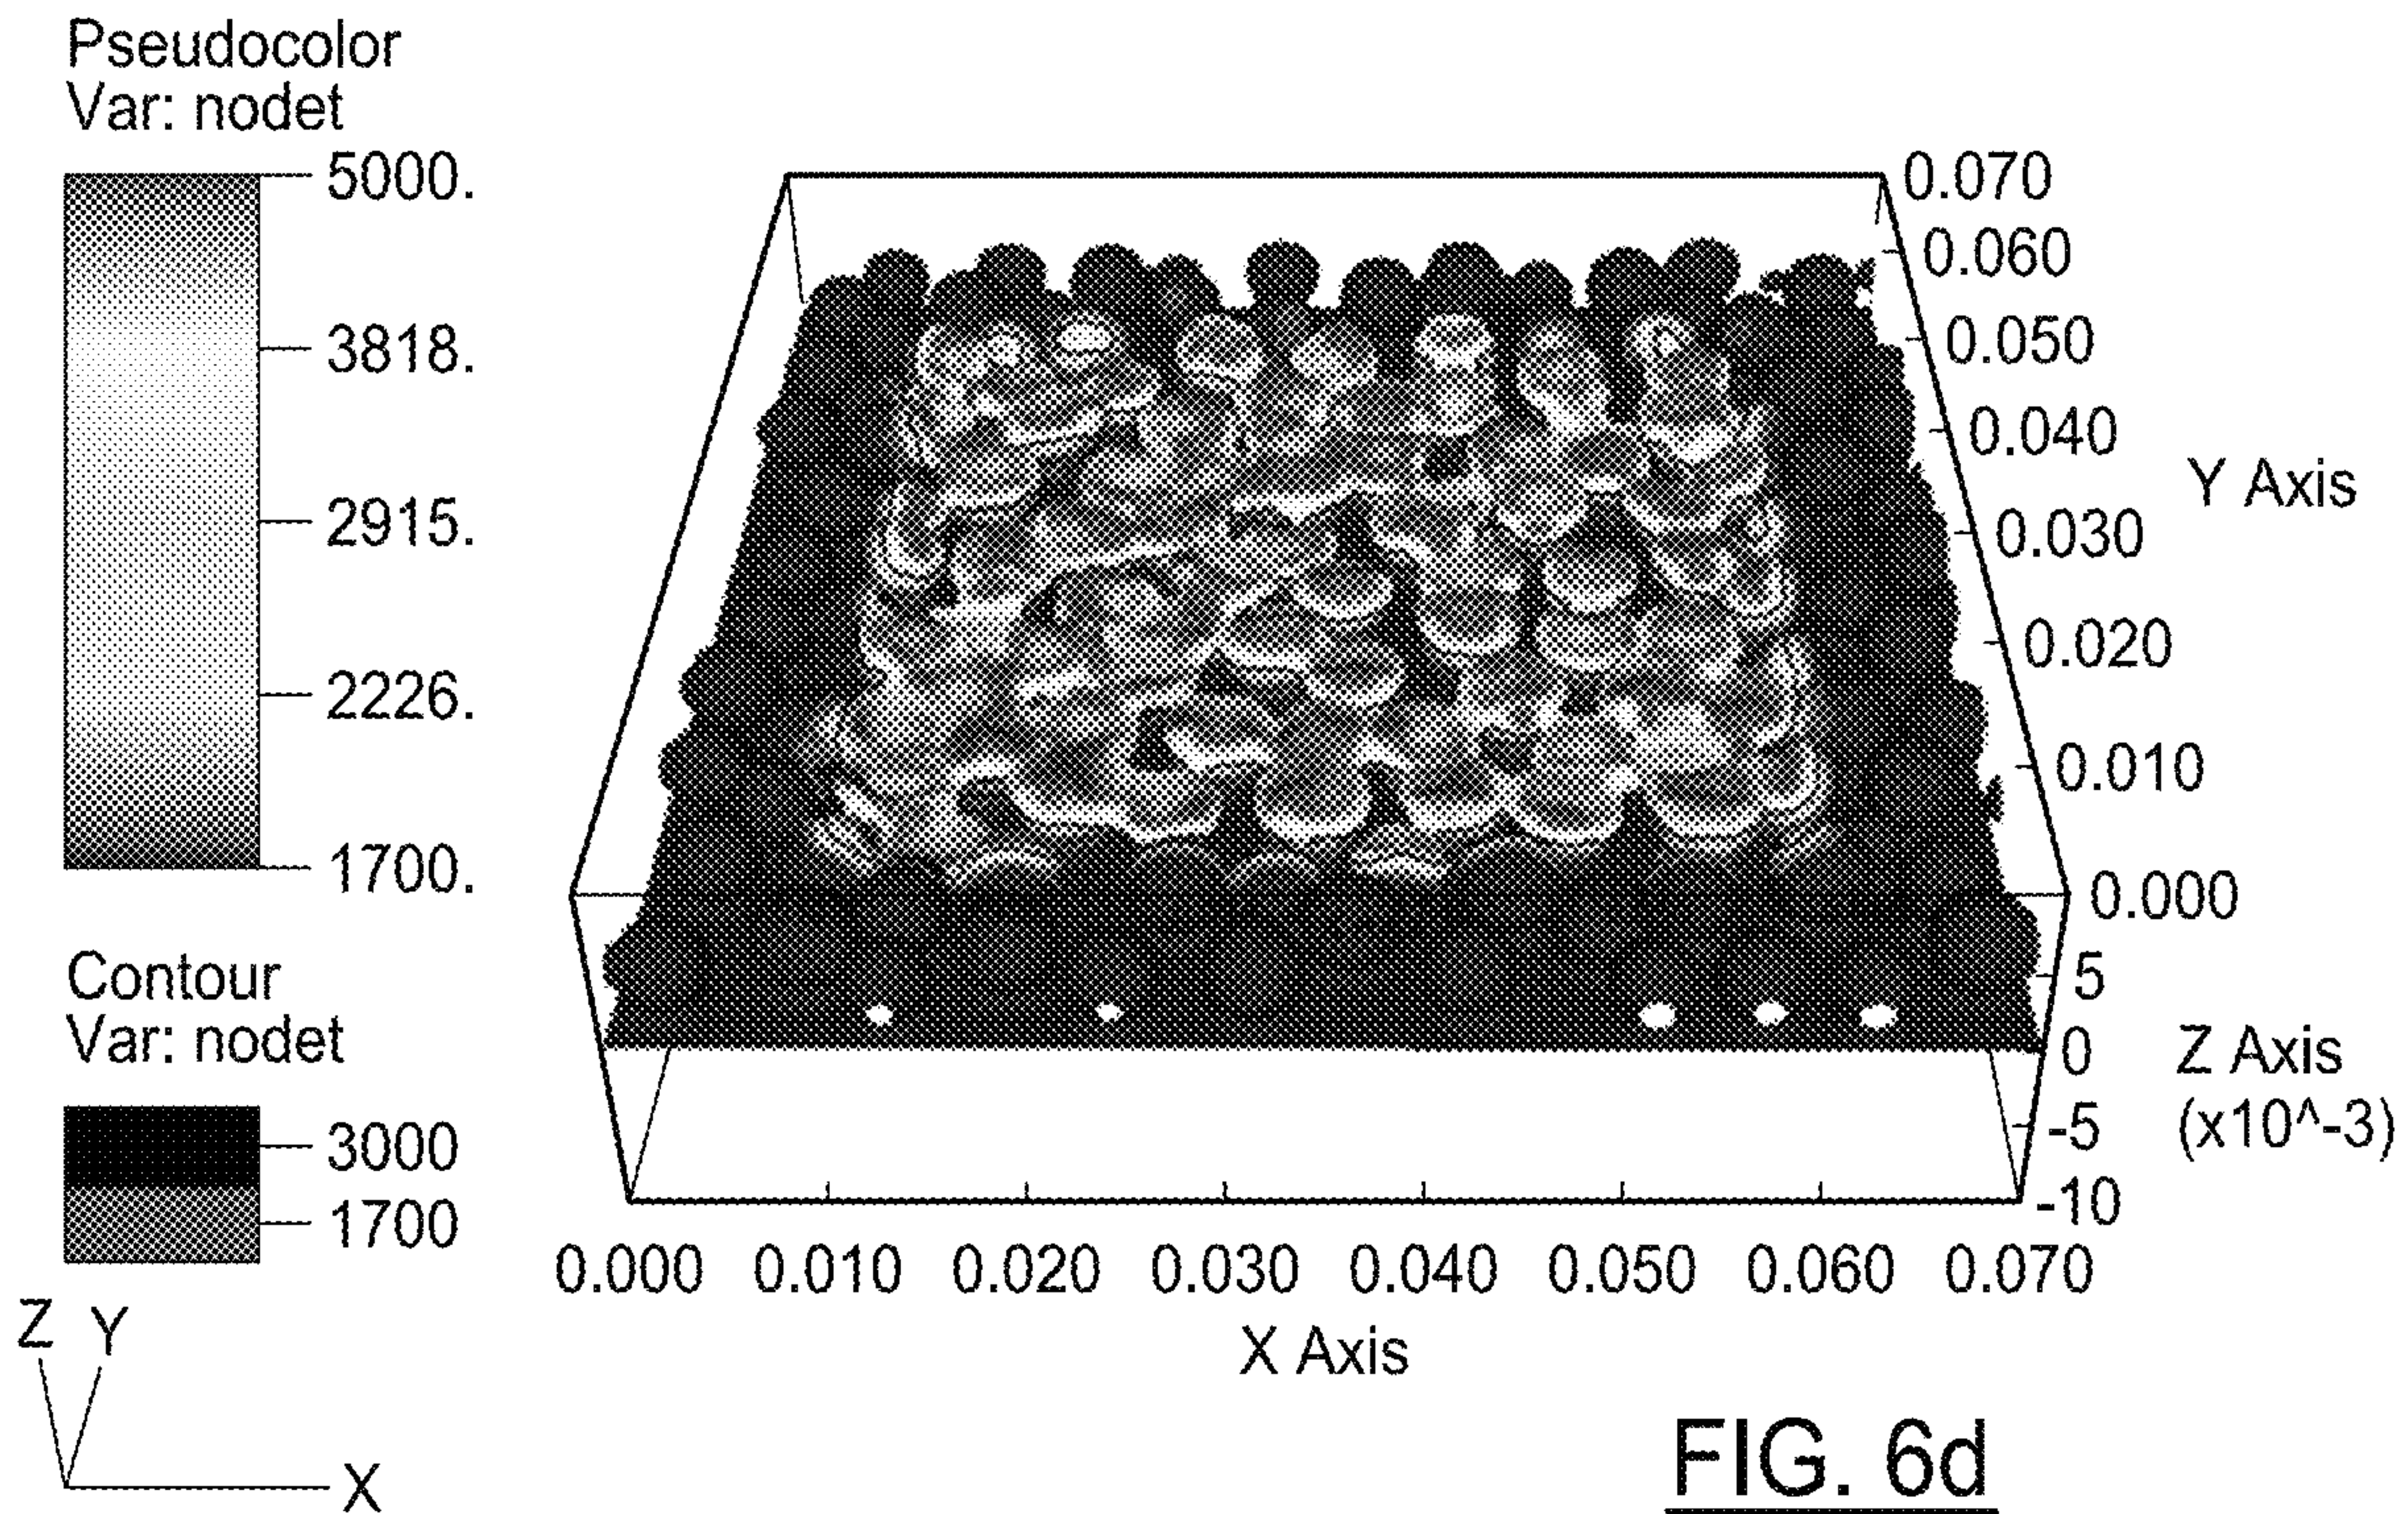 Pseudocolor
Var: nodet
5000.
3818.
2915.
2226.
1700.
Contour
Var: nodet
3000
1700
Z Y
X
0.070
0.060
0.050
0.040
Y Axis
0.030
0.020
0.010
0.000
5
0
Z Axis
(x10^-3)
-5
-10
0.000 0.010 0.020 0.030 0.040 0.050 0.060 0.070
X Axis
FIG. 6d